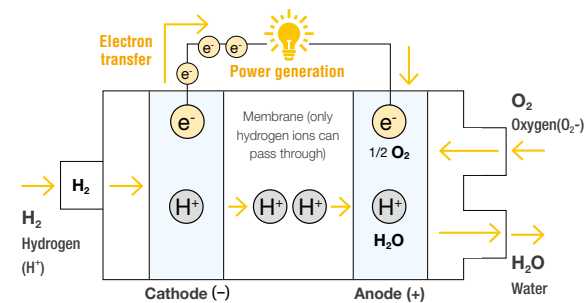 Electron
transfer
e-
e-
e-
Power generation
e-
Membrane (only
hydrogen ions can
pass through)
e-
1/2 O₂
O₂
Oxygen(O₂-)
H₂
H₂
Hydrogen
(H⁺)
H⁺
H⁺
H⁺
H⁺
H₂O
H₂O
Water
Cathode (–)
Anode (+)